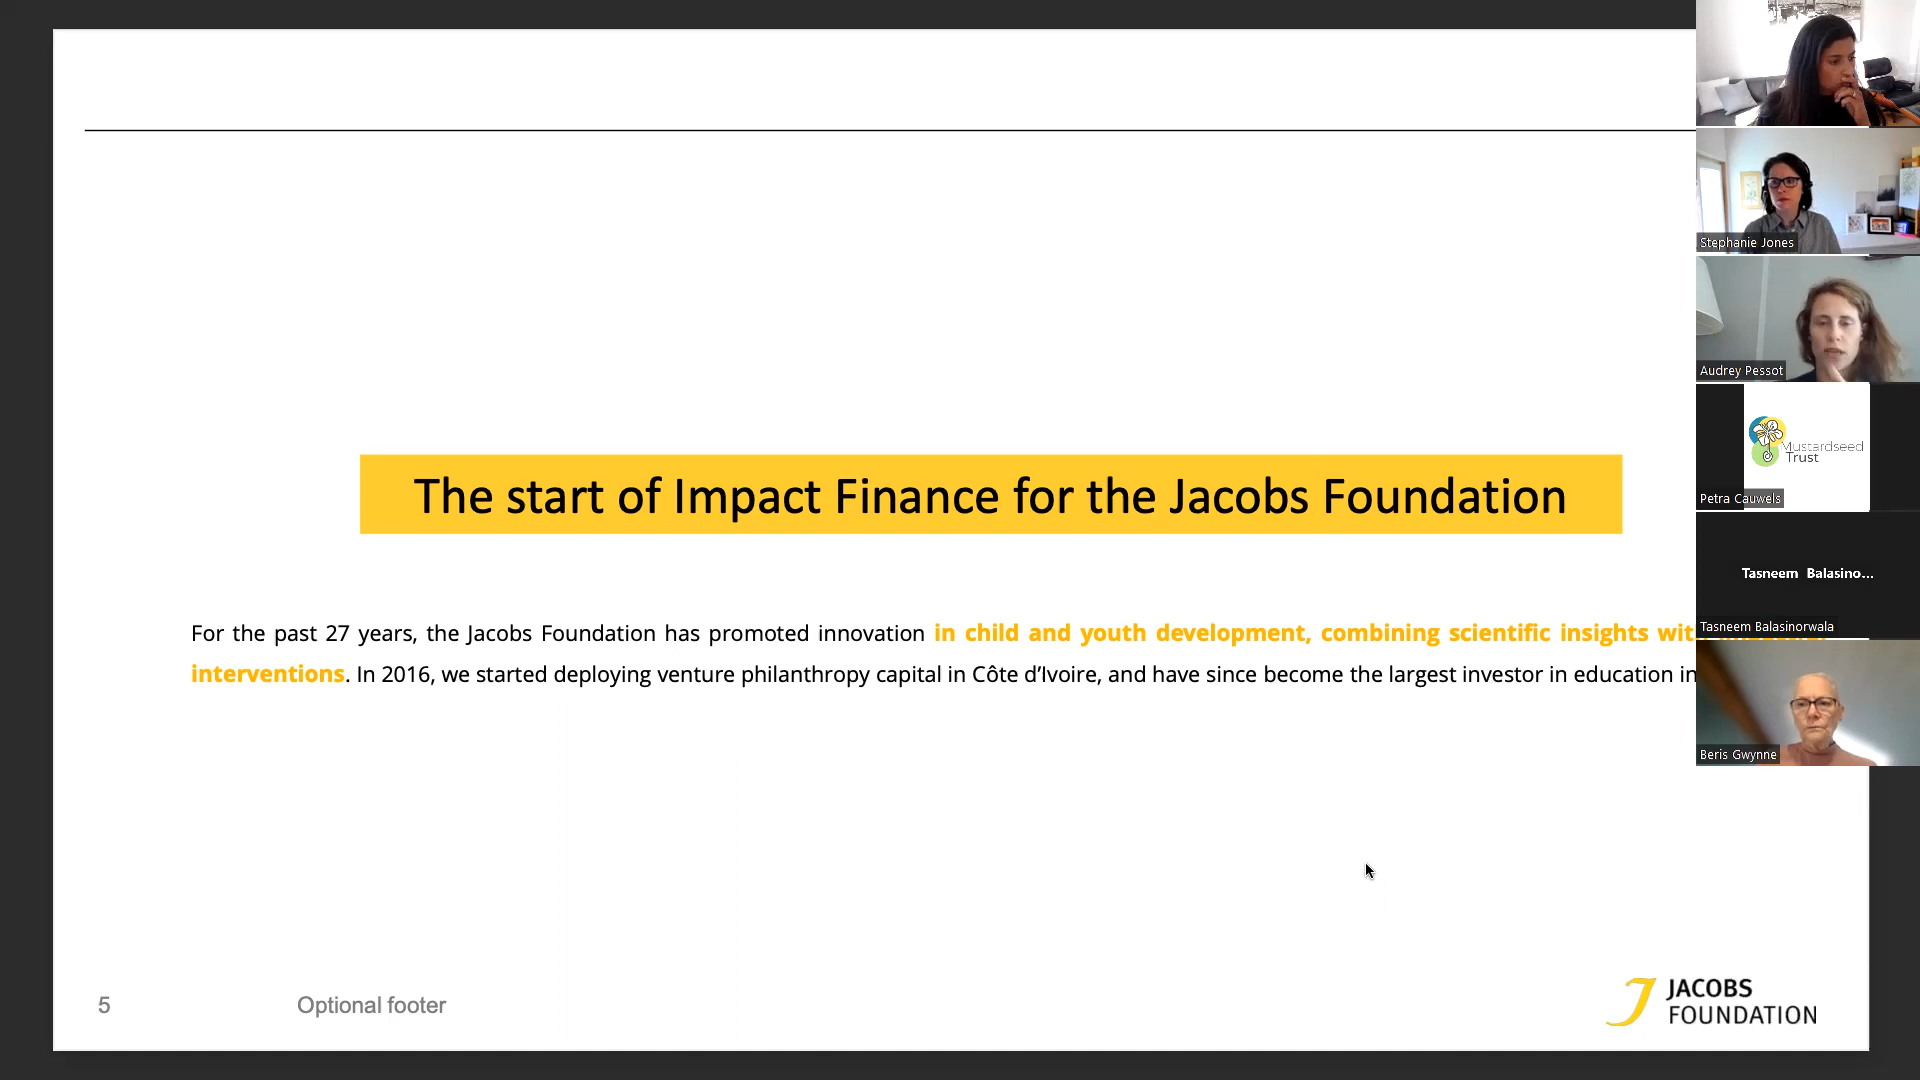 The start of Impact Finance for the Jacobs Foundation
For the past 27 years, the Jacobs Foundation has promoted innovation in child and youth development, combining scientific insights
interventions. In 2016, we started deploying venture philanthropy capital in Côte d’Ivoire, and have since become the largest investor in education in
5
Optional footer
JACOBS
FOUNDATION
Stephanie Jones
Audrey Pessot
Mustardseed
Trust
Petra Cauwels
Tasneem Balasino...
Tasneem Balasinorwala
Beris Gwynne